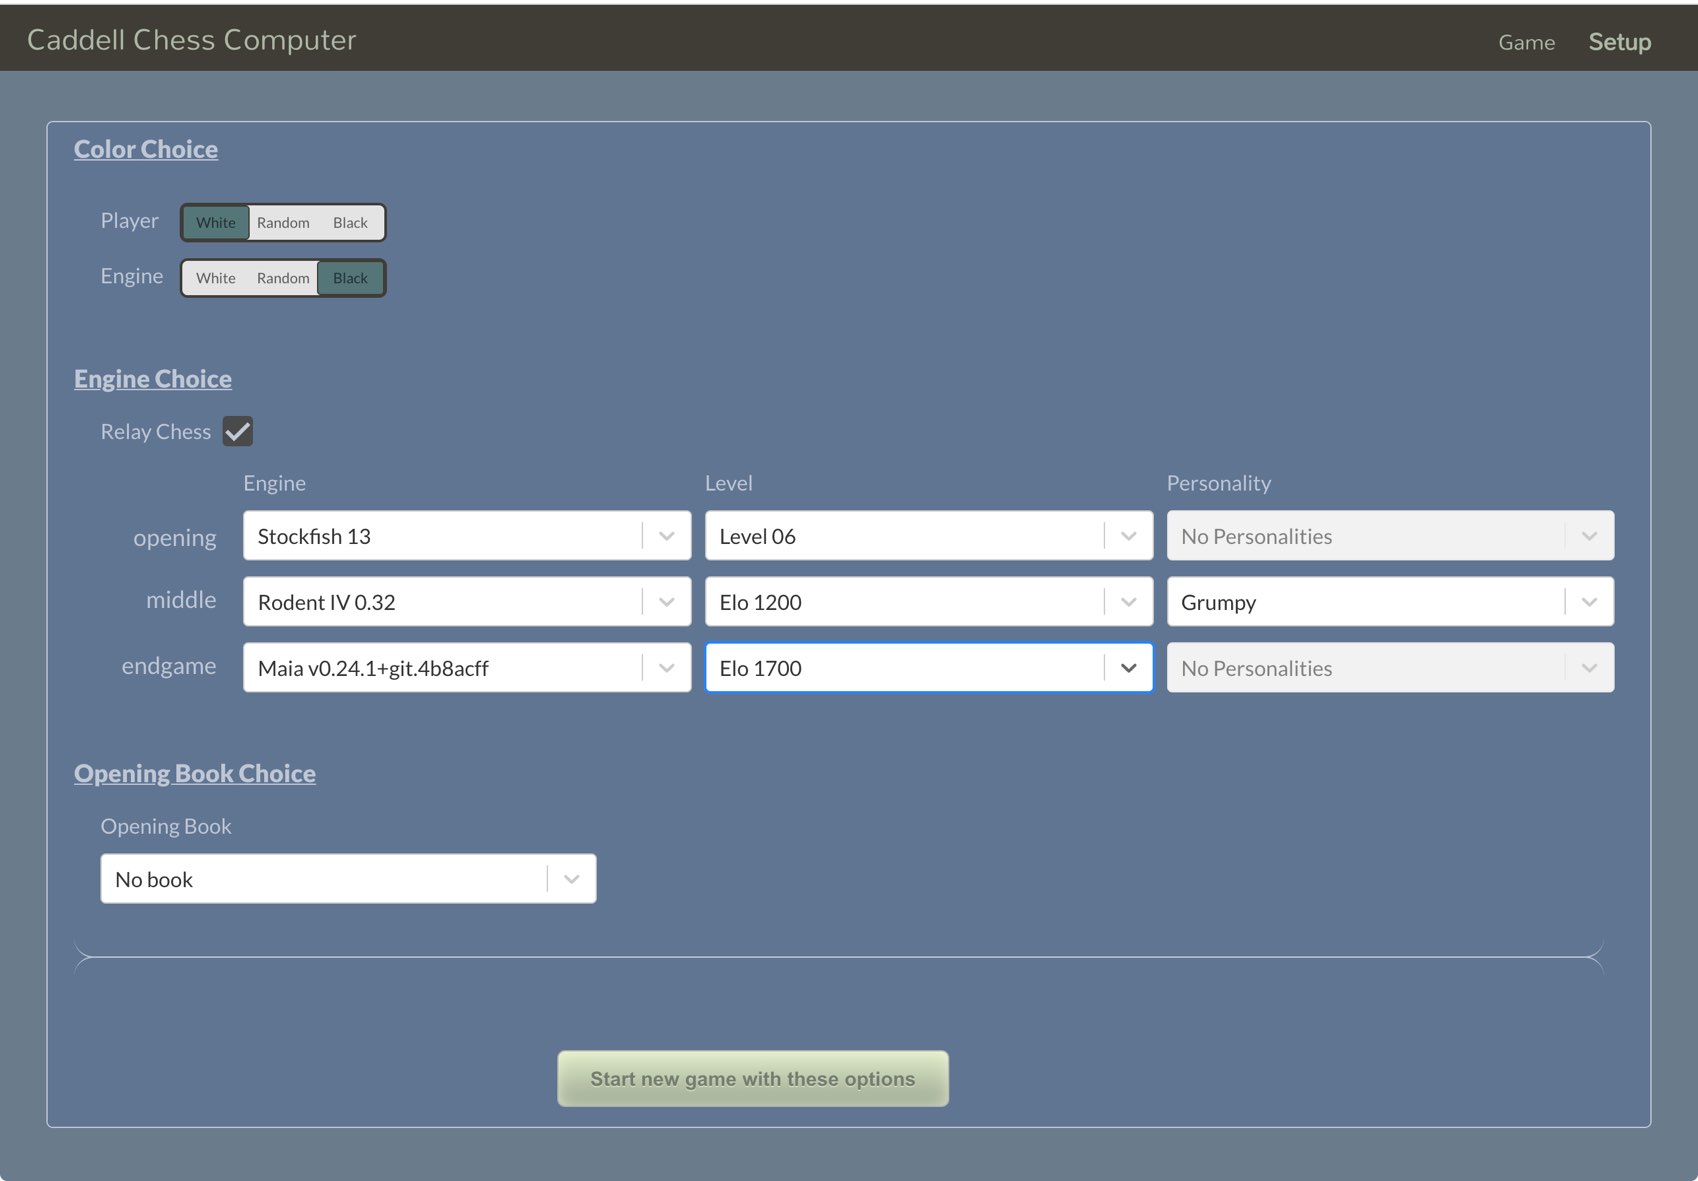 Caddell Chess Computer
Game Setup
Color Choice
Player White Random Black
Engine White Random Black
Engine Choice
Relay Chess
Engine Level Personality
opening Stockfish 13 Level 06 No Personalities
middle Rodent IV 0.32 Elo 1200 Grumpy
endgame Maia v0.24.1+git.4b8acff Elo 1700 No Personalities
Opening Book Choice
Opening Book
No book
Start new game with these options